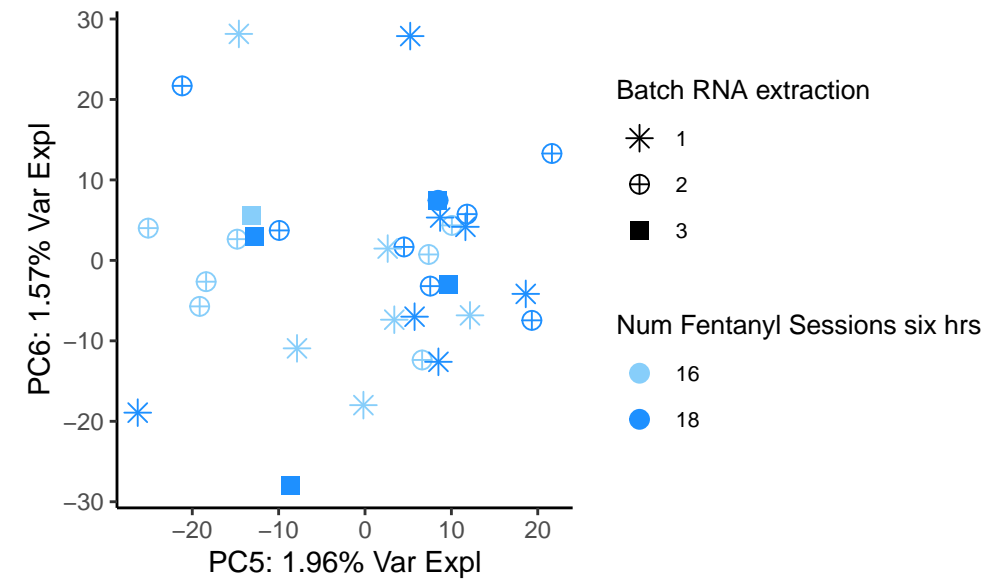 30
20
10
0
−10
−20
−30
PC6: 1.57% Var Expl
−20 −10 0 10 20
PC5: 1.96% Var Expl
Batch RNA extraction
1
2
3
Num Fentanyl Sessions six hrs
16
18